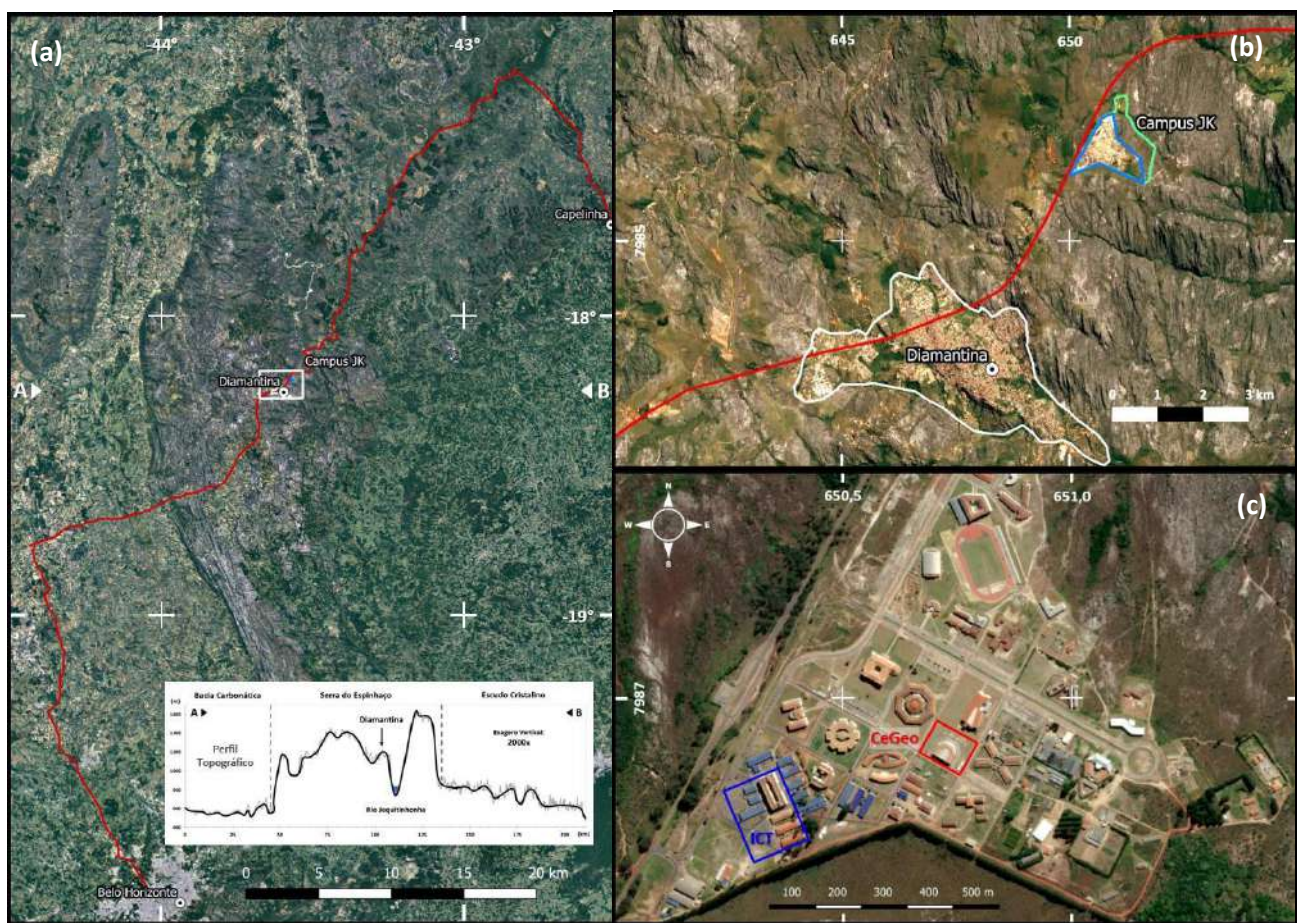 (a)
-44°
-43°
Capelinha
-18°
Campus JK
Diamantina
A
B
-19°
Bacia Carbonática
Serra do Espinhaço
Escudo Cristalino
A
Diamantina
B
Perfil
Topográfico
Exagero Vertical:
2000x
Rio Jequitinhonha
Belo Horizonte
0 5 10 15 20 km
(b)
645
650
Campus JK
7985
Diamantina
0 1 2 3 km
(c)
650,5
651,0
N
W
E
7987
CeGeo
ICT
100 200 300 400 500 m